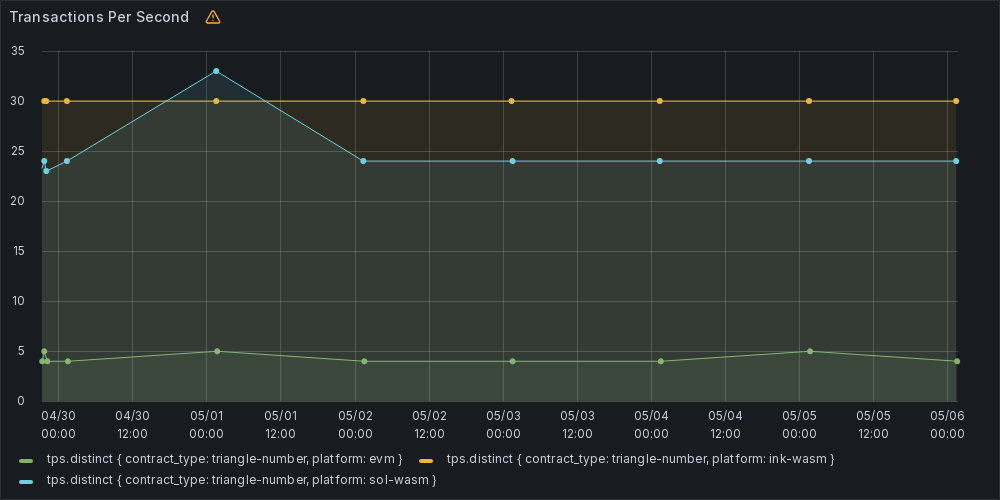 Transactions Per Second
35
30
25
20
15
10
5
0
04/30 04/30 05/01 05/01 05/02 05/02 05/03 05/03 05/04 05/04 05/05 05/05 05/06
00:00 12:00 00:00 12:00 00:00 12:00 00:00 12:00 00:00 12:00 00:00 12:00 00:00
tps.distinct { contract_type: triangle-number, platform: evm } tps.distinct { contract_type: triangle-number, platform: ink-wasm }
tps.distinct { contract_type: triangle-number, platform: sol-wasm }